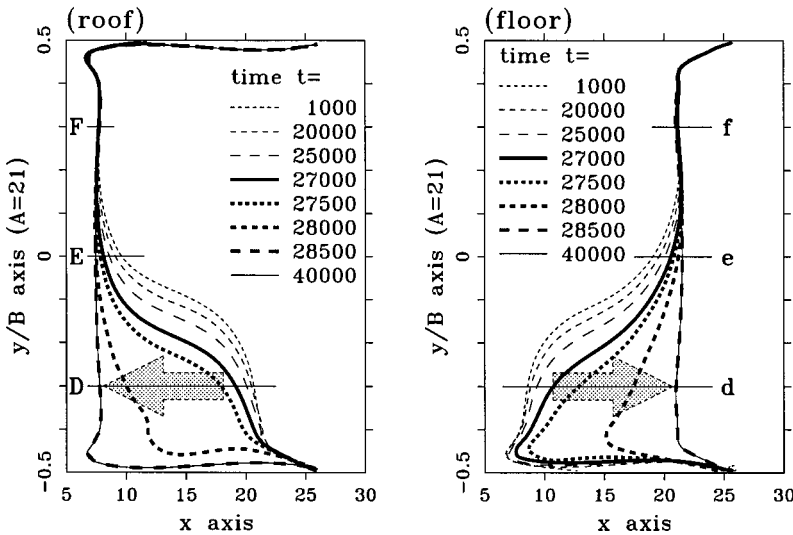 (roof)
0.5
time t=
1000
20000
25000
27000
27500
28000
28500
40000
F
E
D
0
-0.5
y/B axis (A=21)
5 10 15 20 25 30
x axis
(floor)
0.5
time t=
1000
20000
25000
27000
27500
28000
28500
40000
f
e
d
0
-0.5
y/B axis (A=21)
5 10 15 20 25 30
x axis